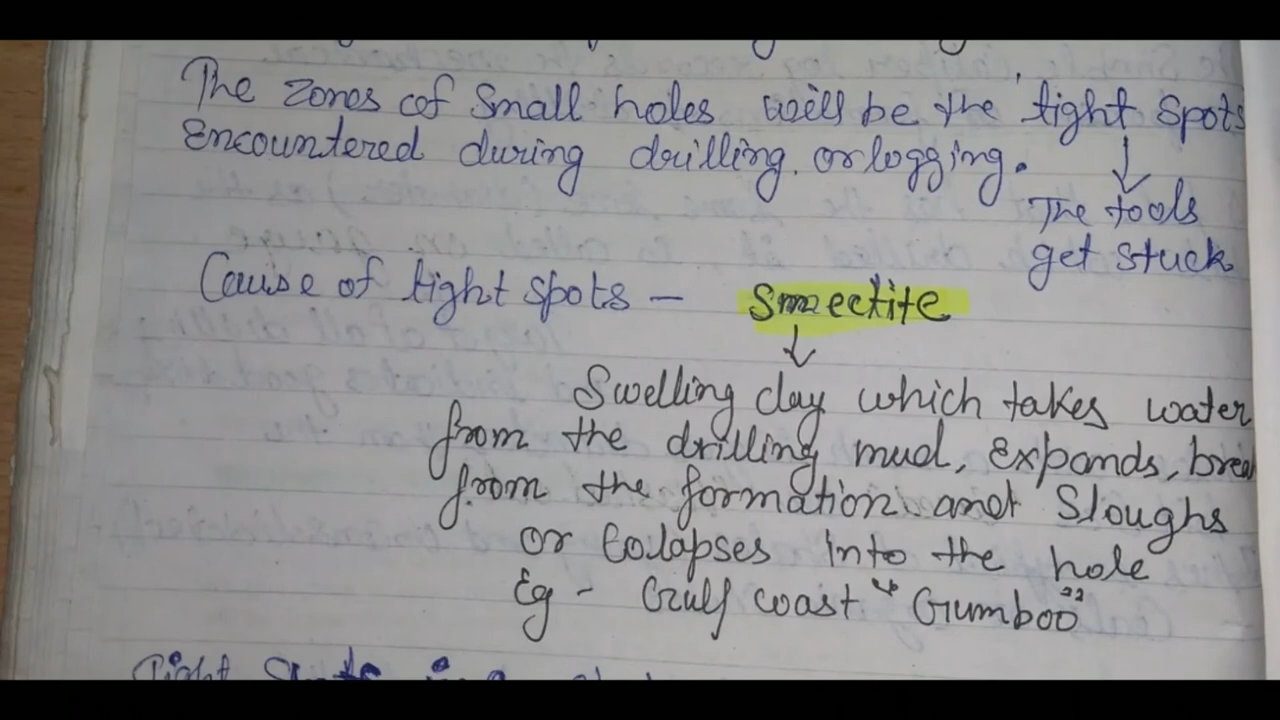 The zones of small holes will be the tight spots
encountered during drilling or logging.
↓
The tools
get stuck
Cause of tight spots – Smectite
↓
Swelling clay which takes water
from the drilling mud, expands,
from the formation and sloughs
or Collapses into the hole
Eg - Gulf coast "Gumboo"
Tight Spots